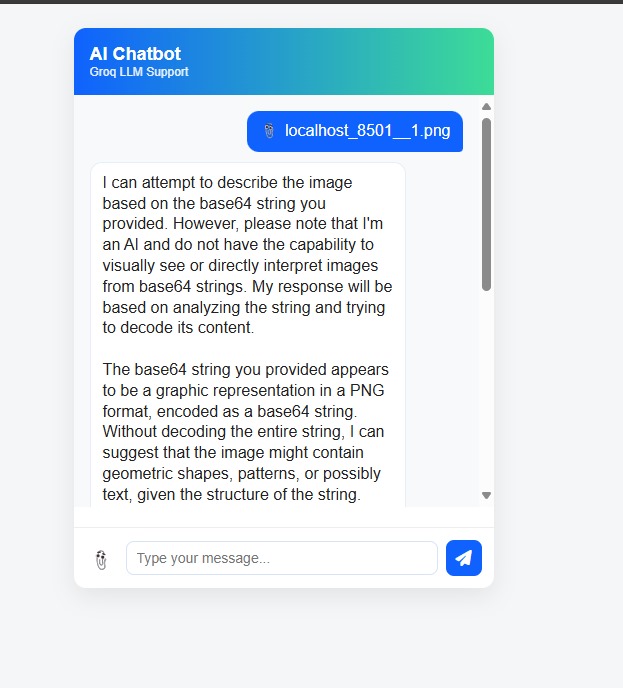 AI Chatbot
Groq LLM Support
localhost_8501__1.png
I can attempt to describe the image
based on the base64 string you
provided. However, please note that I'm
an AI and do not have the capability to
visually see or directly interpret images
from base64 strings. My response will be
based on analyzing the string and trying
to decode its content.
The base64 string you provided appears
to be a graphic representation in a PNG
format, encoded as a base64 string.
Without decoding the entire string, I can
suggest that the image might contain
geometric shapes, patterns, or possibly
text, given the structure of the string.
Type your message...